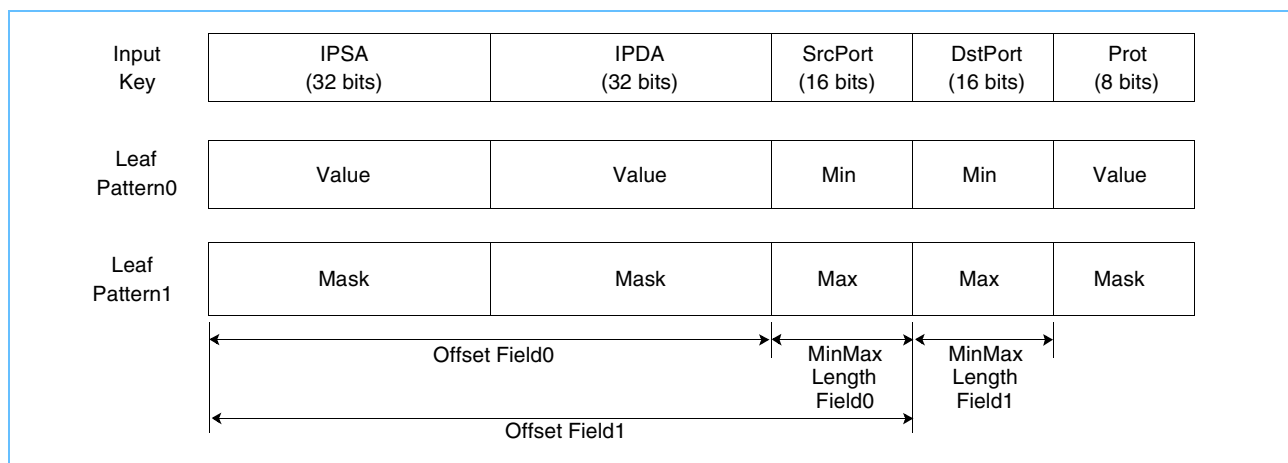 Input
Key
IPSA
(32 bits)
IPDA
(32 bits)
SrcPort
(16 bits)
DstPort
(16 bits)
Prot
(8 bits)
Leaf
Pattern0
Value
Value
Min
Min
Value
Leaf
Pattern1
Mask
Mask
Max
Max
Mask
Offset Field0
MinMax
Length
Field0
MinMax
Length
Field1
Offset Field1